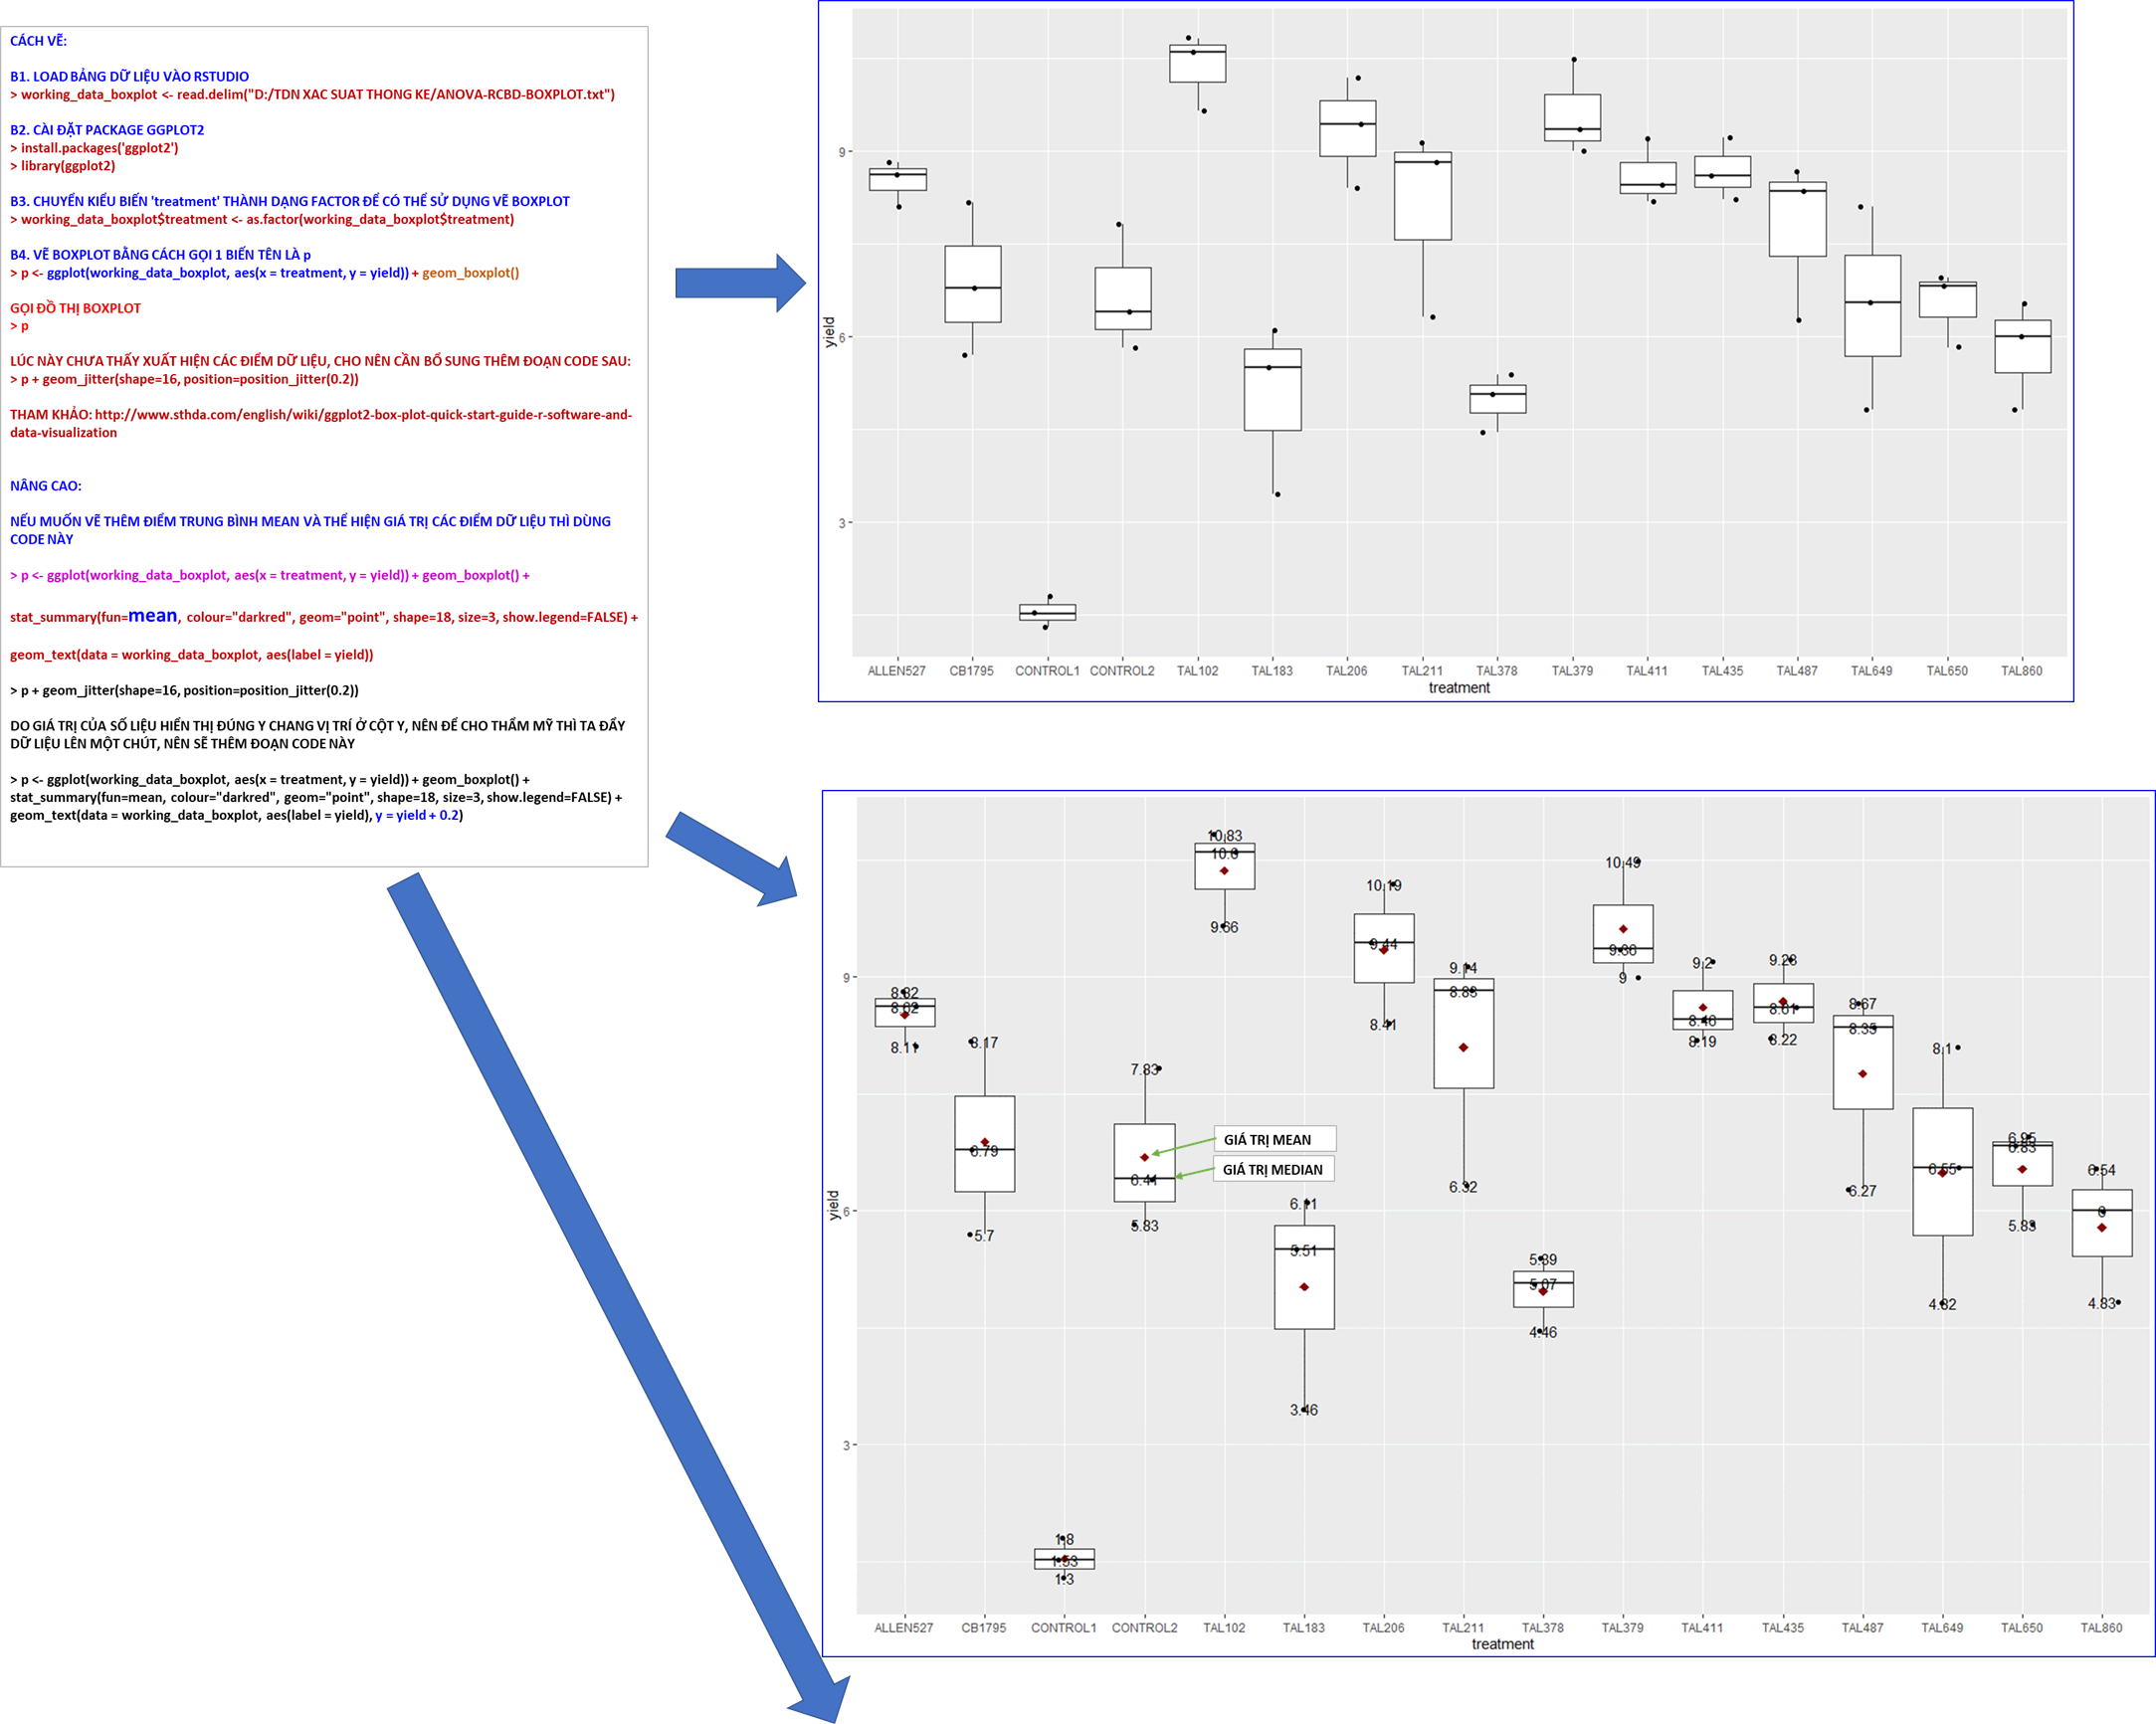 CÁCH VẼ:
B1. LOAD BẢNG DỮ LIỆU VÀO RSTUDIO
> working_data_boxplot <- read.delim("D:/TDN XAC SUAT THONG KE/ANOVA-RCBD-BOXPLOT.txt")
B2. CÀI ĐẶT PACKAGE GGPLOT2
> install.packages('ggplot2')
> library(ggplot2)
B3. CHUYỂN KIỂU BIẾN 'treatment' THÀNH DẠNG FACTOR ĐỂ CÓ THỂ SỬ DỤNG VẼ BOXPLOT
> working_data_boxplot$treatment <- as.factor(working_data_boxplot$treatment)
B4. VẼ BOXPLOT BẰNG CÁCH GỌI 1 BIẾN TÊN LÀ p
> p <- ggplot(working_data_boxplot, aes(x = treatment, y = yield)) + geom_boxplot()
GỌI ĐỒ THỊ BOXPLOT
> p
LÚC NÀY CHƯA THẤY XUẤT HIỆN CÁC ĐIỂM DỮ LIỆU, CHO NÊN CẦN BỔ SUNG THÊM ĐOẠN CODE SAU:
> p + geom_jitter(shape=16, position=position_jitter(0.2))
THAM KHẢO: http://www.sthda.com/english/wiki/ggplot2-box-plot-quick-start-guide-r-software-and-
data-visualization
NÂNG CAO:
NẾU MUỐN VẼ THÊM ĐIỂM TRUNG BÌNH MEAN VÀ THỂ HIỆN GIÁ TRỊ CÁC ĐIỂM DỮ LIỆU THÌ DÙNG
CODE NÀY
> p <- ggplot(working_data_boxplot, aes(x = treatment, y = yield)) + geom_boxplot() +
stat_summary(fun=mean, colour="darkred", geom="point", shape=18, size=3, show.legend=FALSE) +
geom_text(data = working_data_boxplot, aes(label = yield))
> p + geom_jitter(shape=16, position=position_jitter(0.2))
DO GIÁ TRỊ CỦA SỐ LIỆU HIỂN THỊ ĐÚNG Y CHANG VỊ TRÍ Ở CỘT Y, NÊN ĐỂ CHO THẨM MỸ THÌ TA ĐẨY
DỮ LIỆU LÊN MỘT CHÚT, NÊN SẼ THÊM ĐOẠN CODE NÀY
> p <- ggplot(working_data_boxplot, aes(x = treatment, y = yield)) + geom_boxplot() +
stat_summary(fun=mean, colour="darkred", geom="point", shape=18, size=3, show.legend=FALSE) +
geom_text(data = working_data_boxplot, aes(label = yield), y = yield + 0.2)
9
6
3
yield
ALLEN527 CB1795 CONTROL1 CONTROL2 TAL102 TAL183 TAL206 TAL211 TAL378 TAL379 TAL411 TAL435 TAL487 TAL649 TAL650 TAL860
treatment
9
6
3
yield
8.82
8.62
8.11
8.17
6.79
5.7
1.8
1.53
1.3
7.83
6.41
5.83
10.83
10.6
9.66
6.11
5.51
3.46
10.19
9.44
8.41
9.14
8.83
6.32
5.39
5.07
4.46
10.49
9.36
9
9.2
8.46
8.19
9.23
8.61
8.22
8.67
8.35
6.27
8.1
6.55
4.82
6.95
6.83
5.83
6.54
6
4.83
GIÁ TRỊ MEAN
GIÁ TRỊ MEDIAN
ALLEN527 CB1795 CONTROL1 CONTROL2 TAL102 TAL183 TAL206 TAL211 TAL378 TAL379 TAL411 TAL435 TAL487 TAL649 TAL650 TAL860
treatment